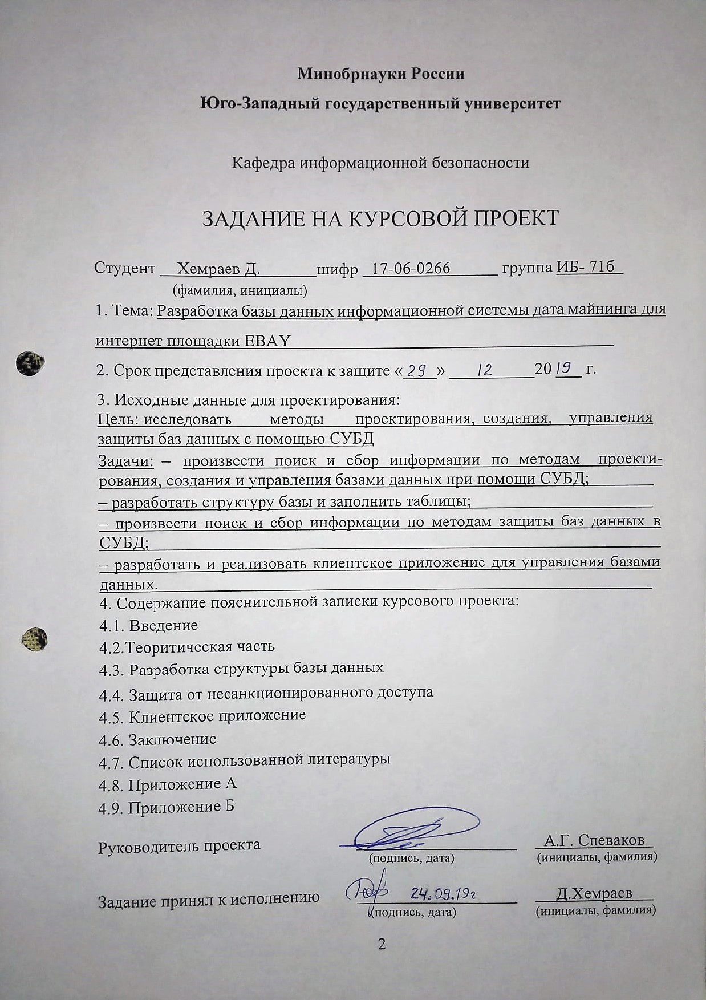 Минобрнауки России
Юго-Западный государственный университет
Кафедра информационной безопасности
ЗАДАНИЕ НА КУРСОВОЙ ПРОЕКТ
Студент Хемраев Д. шифр 17-06-0266 группа ИБ- 71б
(фамилия, инициалы)
1. Тема: Разработка базы данных информационной системы дата майнинга для
интернет площадки EBAY
2. Срок представления проекта к защите «29» 12 2019 г.
3. Исходные данные для проектирования:
Цель: исследовать методы проектирования, создания, управления
защиты баз данных с помощью СУБД
Задачи: – произвести поиск и сбор информации по методам проекти-
рования, создания и управления базами данных при помощи СУБД;
– разработать структуру базы и заполнить таблицы;
– произвести поиск и сбор информации по методам защиты баз данных в
СУБД;
– разработать и реализовать клиентское приложение для управления базами
данных.
4. Содержание пояснительной записки курсового проекта:
4.1. Введение
4.2.Теоритическая часть
4.3. Разработка структуры базы данных
4.4. Защита от несанкционированного доступа
4.5. Клиентское приложение
4.6. Заключение
4.7. Список использованной литературы
4.8. Приложение А
4.9. Приложение Б
Руководитель проекта А.Г. Спеваков
(подпись, дата) (инициалы, фамилия)
Задание принял к исполнению 24.09.19г Д.Хемраев
(подпись, дата) (инициалы, фамилия)
2